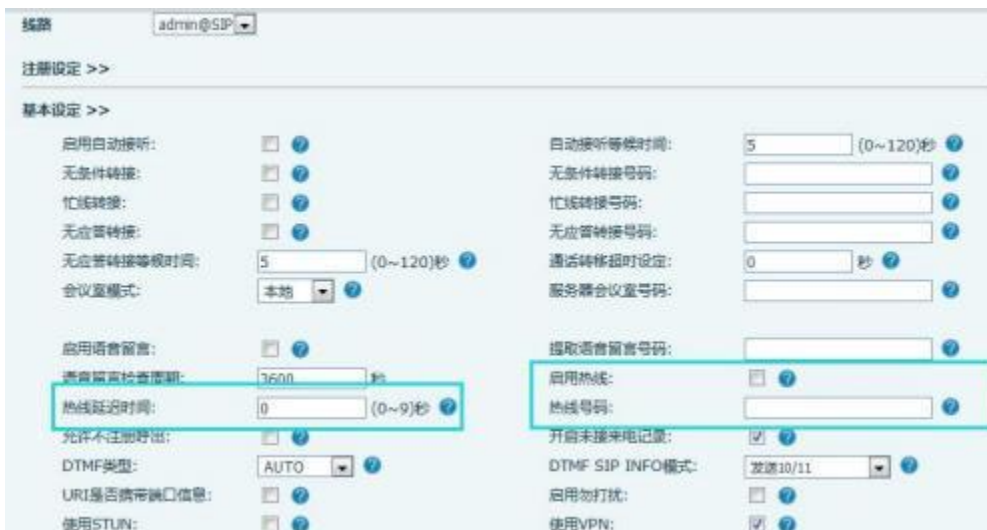 线路 admin@SIP
注册设定 >>
基本设定 >>
启用自动接听: 自动接听等候时间: 5 (0~120)秒
无条件转接: 无条件转接号码:
忙线转接: 忙线转接号码:
无应答转接: 无应答转接号码:
无应答转接等候时间: 5 (0~120)秒 通话转移超时设定: 0 秒
会议室模式: 本地 服务器会议室号码:
启用语音留言: 提取语音留言号码:
语音留言检查周期: 3600 秒 启用热线:
热线延迟时间: 0 (0~9)秒 热线号码:
允许不注册呼出: 开启未接来电记录:
DTMF类型: AUTO DTMF SIP INFO模式: 发送10/11
URI是否携带端口信息: 启用勿打扰:
使用STUN: 使用VPN: